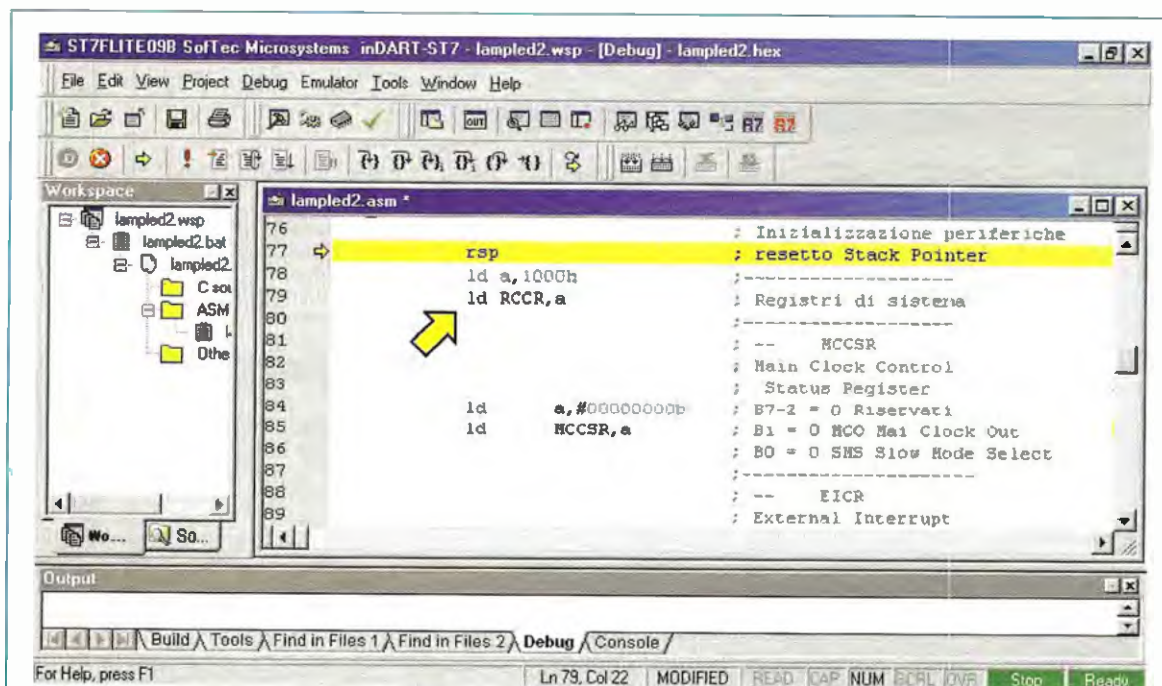 ST7FLITE09B SofTec Microsystems inDART-ST7 - lampled2.wsp - [Debug] - lampled2.hex
File Edit View Project Debug Emulator Tools Window Help
Workspace
lampled2.wsp
lampled2.bat
lampled2.
C sou
ASM
Othe
Wo...
So...
lampled2.asm *
76 ; Inizializzazione periferiche
77 rsp ; resetto Stack Pointer
78 ld a,1000h ;--------------------
79 ld RCCR,a ; Registri di sistema
80 ;--------------------
81 ; -- MCCSR
82 ; Main Clock Control
83 ; Status Register
84 ld a,#00000000b ; B7-2 = 0 Riservati
85 ld MCCSR,a ; B1 = 0 MCO Mai Clock Out
86 ; B0 = 0 SMS Slow Mode Select
87 ;----------------------
88 ; -- EICR
89 ; External Interrupt
Output
Build Tools Find in Files 1 Find in Files 2 Debug Console
For Help, press F1 Ln 79, Col 22 MODIFIED READ CAP NUM SCRL OVR Stop Ready